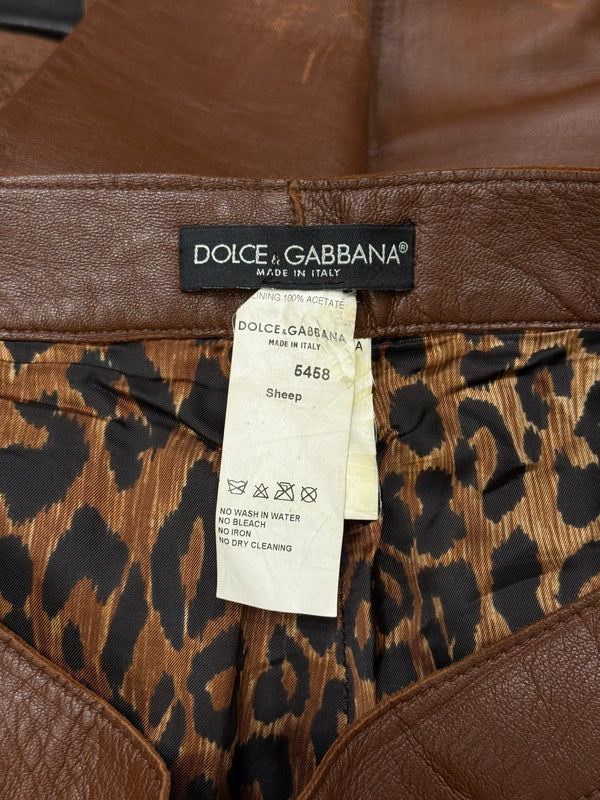 DOLCE & GABBANA®
MADE IN ITALY
LINING 100% ACETATE
DOLCE & GABBANA
MADE IN ITALY
5458
Sheep
NO WASH IN WATER
NO BLEACH
NO IRON
NO DRY CLEANING